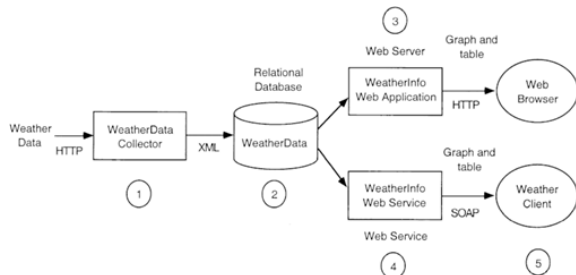 3
Web Server
Graph and
table
Relational
Database
WeatherInfo
Web Application
HTTP
Web
Browser
Weather
Data
HTTP
WeatherData
Collector
XML
WeatherData
1
2
Graph and
table
WeatherInfo
Web Service
SOAP
Weather
Client
Web Service
4
5